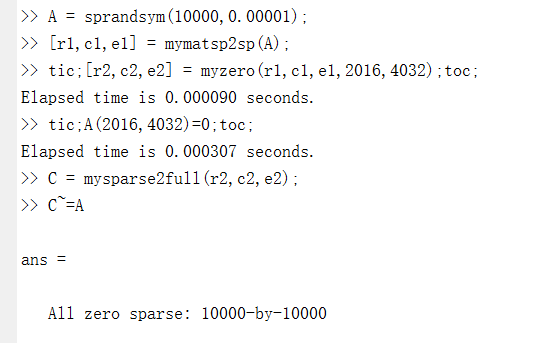 >> A = sprandsym(10000,0.00001);
>> [r1,c1,e1] = mymatsp2sp(A);
>> tic;[r2,c2,e2] = myzero(r1,c1,e1,2016,4032);toc;
Elapsed time is 0.000090 seconds.
>> tic;A(2016,4032)=0;toc;
Elapsed time is 0.000307 seconds.
>> C = mysparse2full(r2,c2,e2);
>> C~=A
ans =
All zero sparse: 10000-by-10000